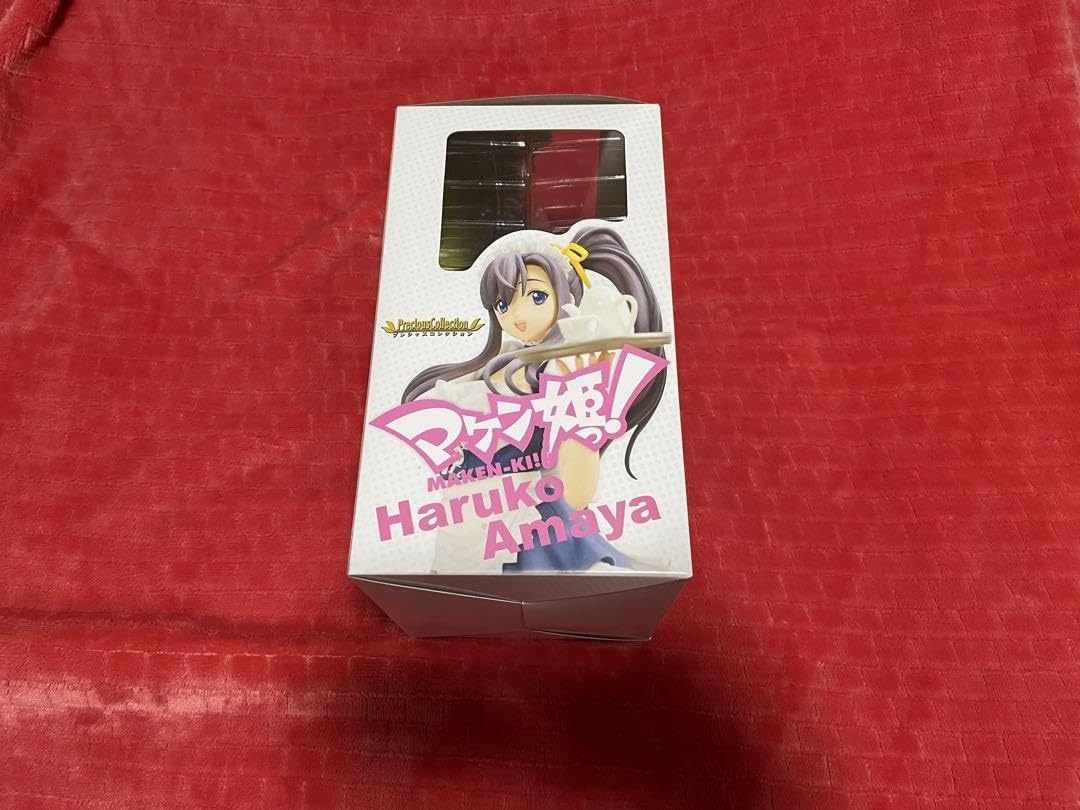 PreciousCollection
プレシャスコレクション
マケン姫っ!
MAKEN-KI!
Haruko
Amaya